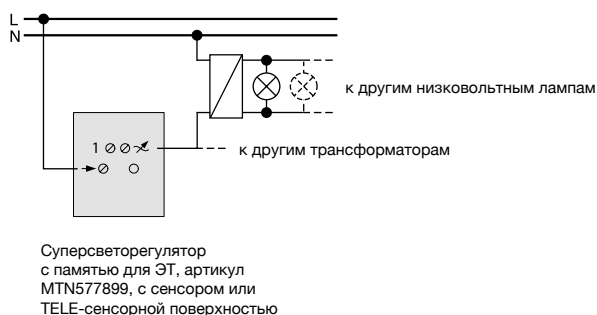 L
N
к другим низковольтным лампам
1
к другим трансформаторам
Суперсветорегулятор
с памятью для ЭТ, артикул
MTN577899, с сенсором или
TELE-сенсорной поверхностью